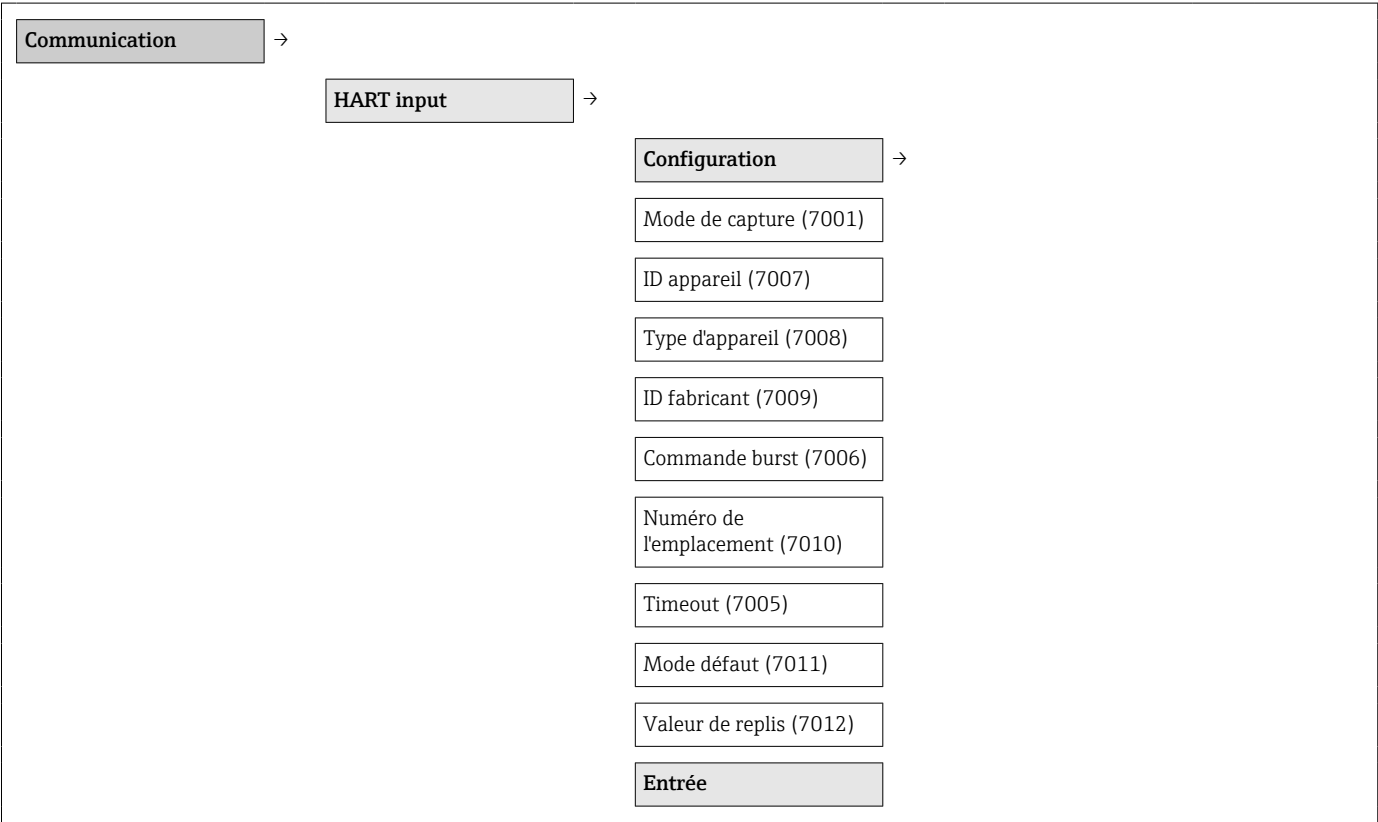 Communication →
HART input →
Configuration →
Mode de capture (7001)
ID appareil (7007)
Type d'appareil (7008)
ID fabricant (7009)
Commande burst (7006)
Numéro de
l'emplacement (7010)
Timeout (7005)
Mode défaut (7011)
Valeur de replis (7012)
Entrée